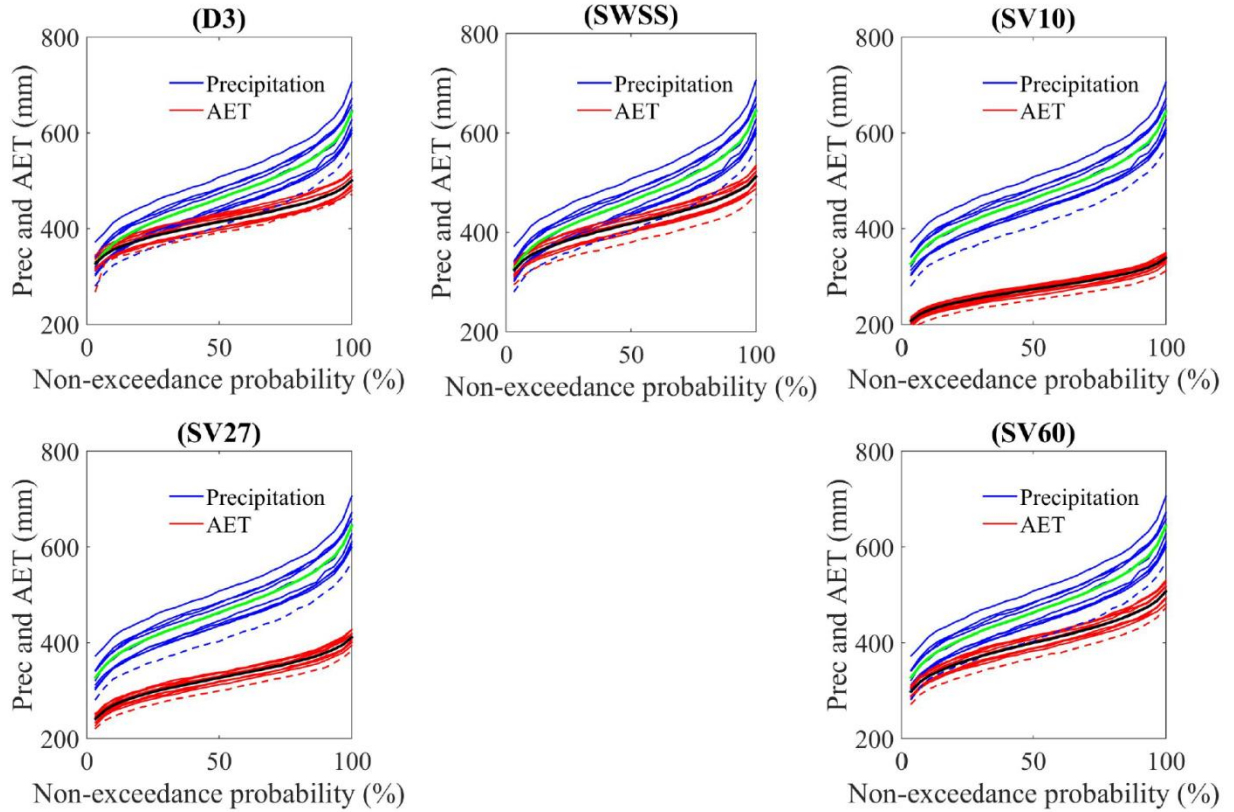 (D3)
800
600
400
200
Prec and AET (mm)
Precipitation
AET
0
50
100
Non-exceedance probability (%)
(SWSS)
800
600
400
200
Prec and AET (mm)
Precipitation
AET
0
50
100
Non-exceedance probability (%)
(SV10)
800
600
400
200
Prec and AET (mm)
Precipitation
AET
0
50
100
Non-exceedance probability (%)
(SV27)
800
600
400
200
Prec and AET (mm)
Precipitation
AET
0
50
100
Non-exceedance probability (%)
(SV60)
800
600
400
200
Prec and AET (mm)
Precipitation
AET
0
50
100
Non-exceedance probability (%)